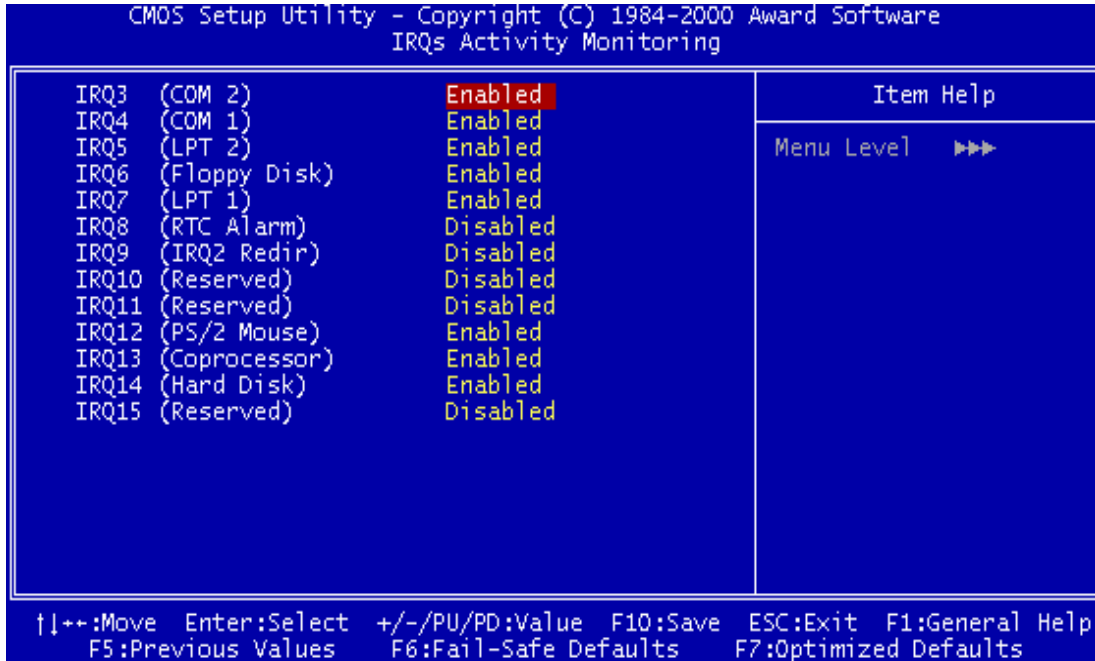 CMOS Setup Utility - Copyright (C) 1984-2000 Award Software
IRQs Activity Monitoring
IRQ3 (COM 2) Enabled
IRQ4 (COM 1) Enabled
IRQ5 (LPT 2) Enabled
IRQ6 (Floppy Disk) Enabled
IRQ7 (LPT 1) Enabled
IRQ8 (RTC Alarm) Disabled
IRQ9 (IRQ2 Redir) Disabled
IRQ10 (Reserved) Disabled
IRQ11 (Reserved) Disabled
IRQ12 (PS/2 Mouse) Enabled
IRQ13 (Coprocessor) Enabled
IRQ14 (Hard Disk) Enabled
IRQ15 (Reserved) Disabled
Item Help
Menu Level ▶▶▶
↑↓←→:Move Enter:Select +/-/PU/PD:Value F10:Save ESC:Exit F1:General Help
F5:Previous Values F6:Fail-Safe Defaults F7:Optimized Defaults